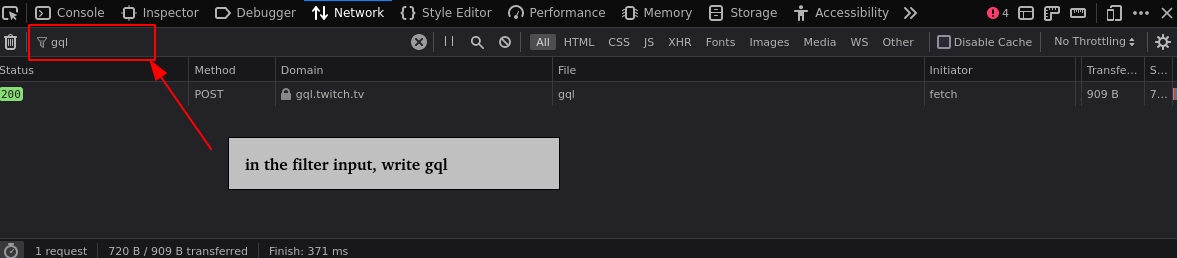 Console Inspector Debugger Network Style Editor Performance Memory Storage Accessibility 4
gql All HTML CSS JS XHR Fonts Images Media WS Other Disable Cache No Throttling
Status Method Domain File Initiator Transfe... S...
200 POST gql.twitch.tv gql fetch 909 B 7...
in the filter input, write gql
1 request 720 B / 909 B transferred Finish: 371 ms